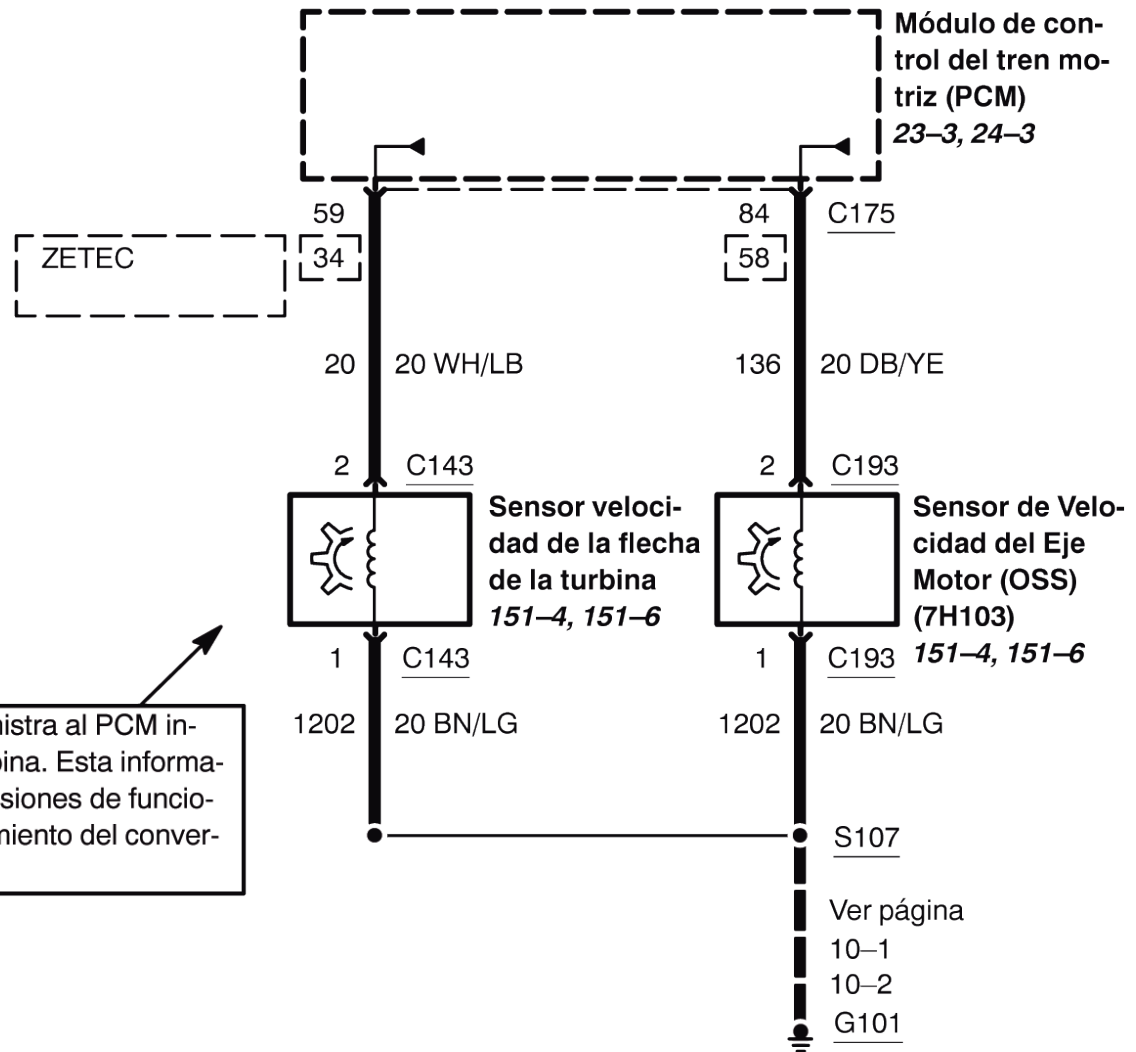 Módulo de con-
trol del tren mo-
triz (PCM)
23–3, 24–3
59
84
C175
ZETEC
34
58
20
20 WH/LB
136
20 DB/YE
2
C143
2
C193
Sensor veloci-
dad de la flecha
de la turbina
151–4, 151–6
Sensor de Velo-
cidad del Eje
Motor (OSS)
(7H103)
151–4, 151–6
1
C143
1
C193
1202
20 BN/LG
1202
20 BN/LG
nistra al PCM in-
bina. Esta informa-
siones de funcio-
miento del conver-
S107
Ver página
10–1
10–2
G101